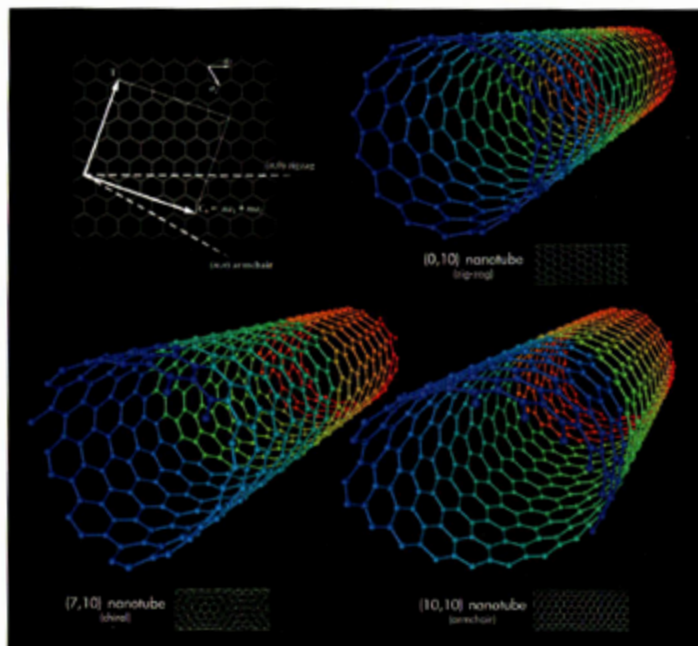 T
(n,0) zigzag
(n,n) armchair
(0,10) nanotube
(zig-zag)
(7,10) nanotube
(chiral)
(10,10) nanotube
(armchair)